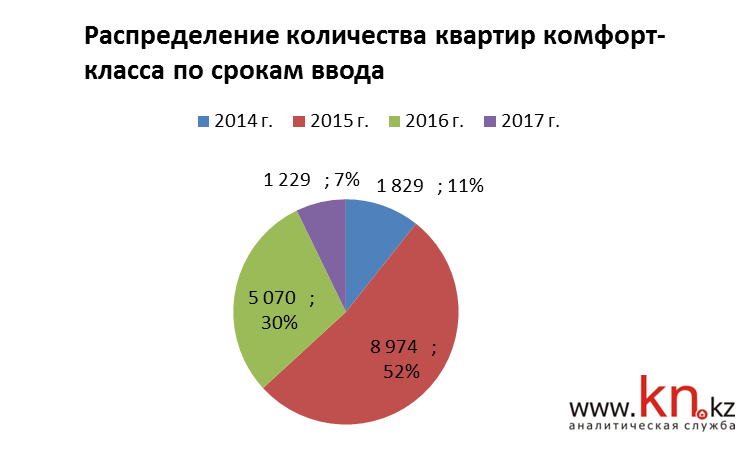 Распределение количества квартир комфорт-
класса по срокам ввода
2014 г. 2015 г. 2016 г. 2017 г.
1 229 ; 7%
1 829 ; 11%
5 070 ;
30%
8 974 ;
52%
www.kn.kz
аналитическая служба